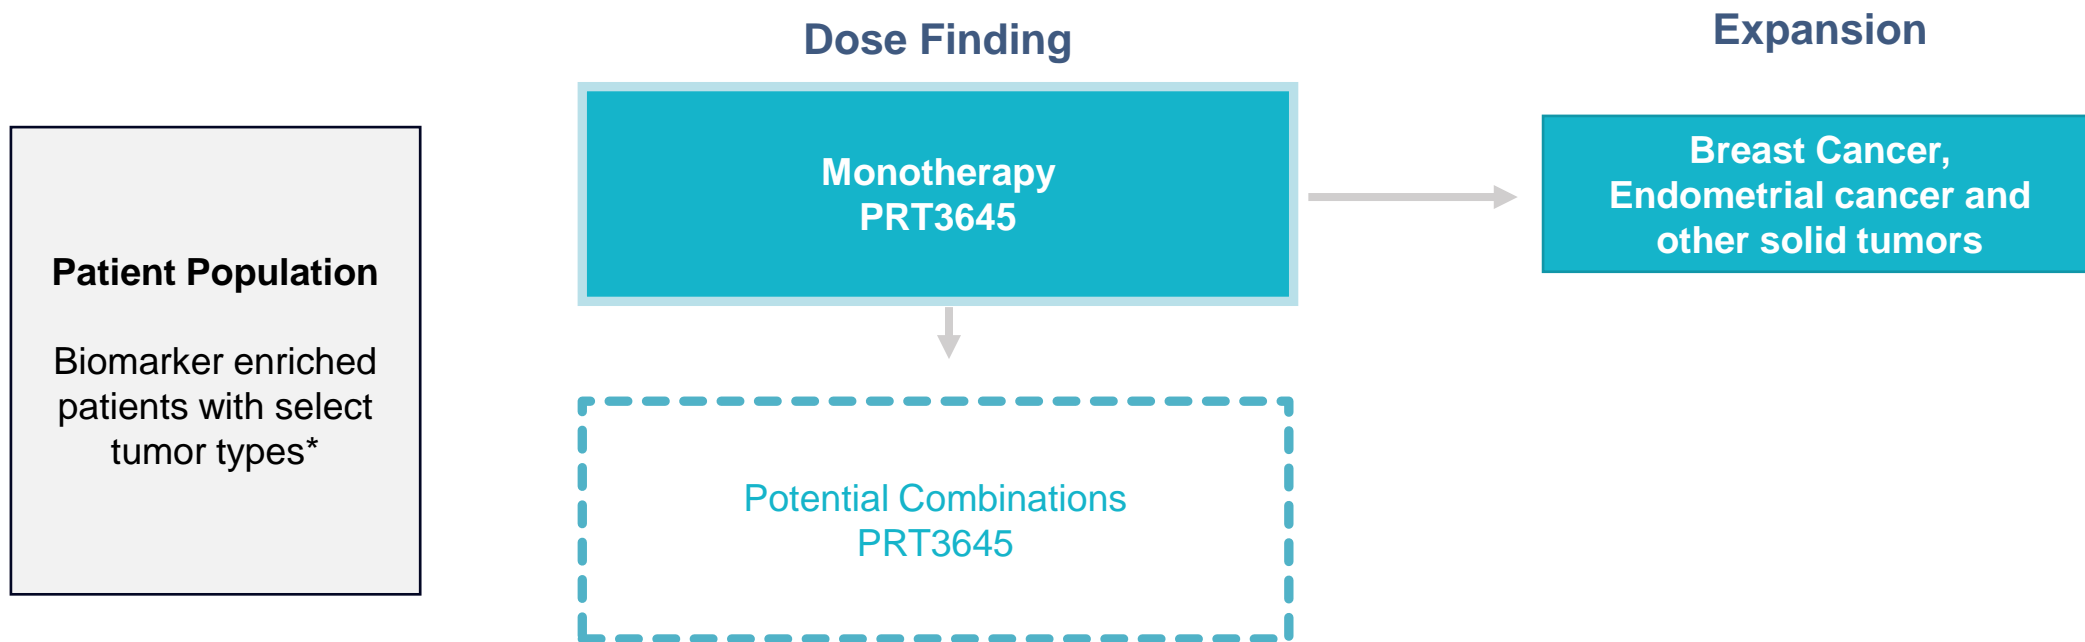 Dose Finding
Expansion
Patient Population
Biomarker enriched
patients with select
tumor types*
Monotherapy
PRT3645
Potential Combinations
PRT3645
Breast Cancer,
Endometrial cancer and
other solid tumors